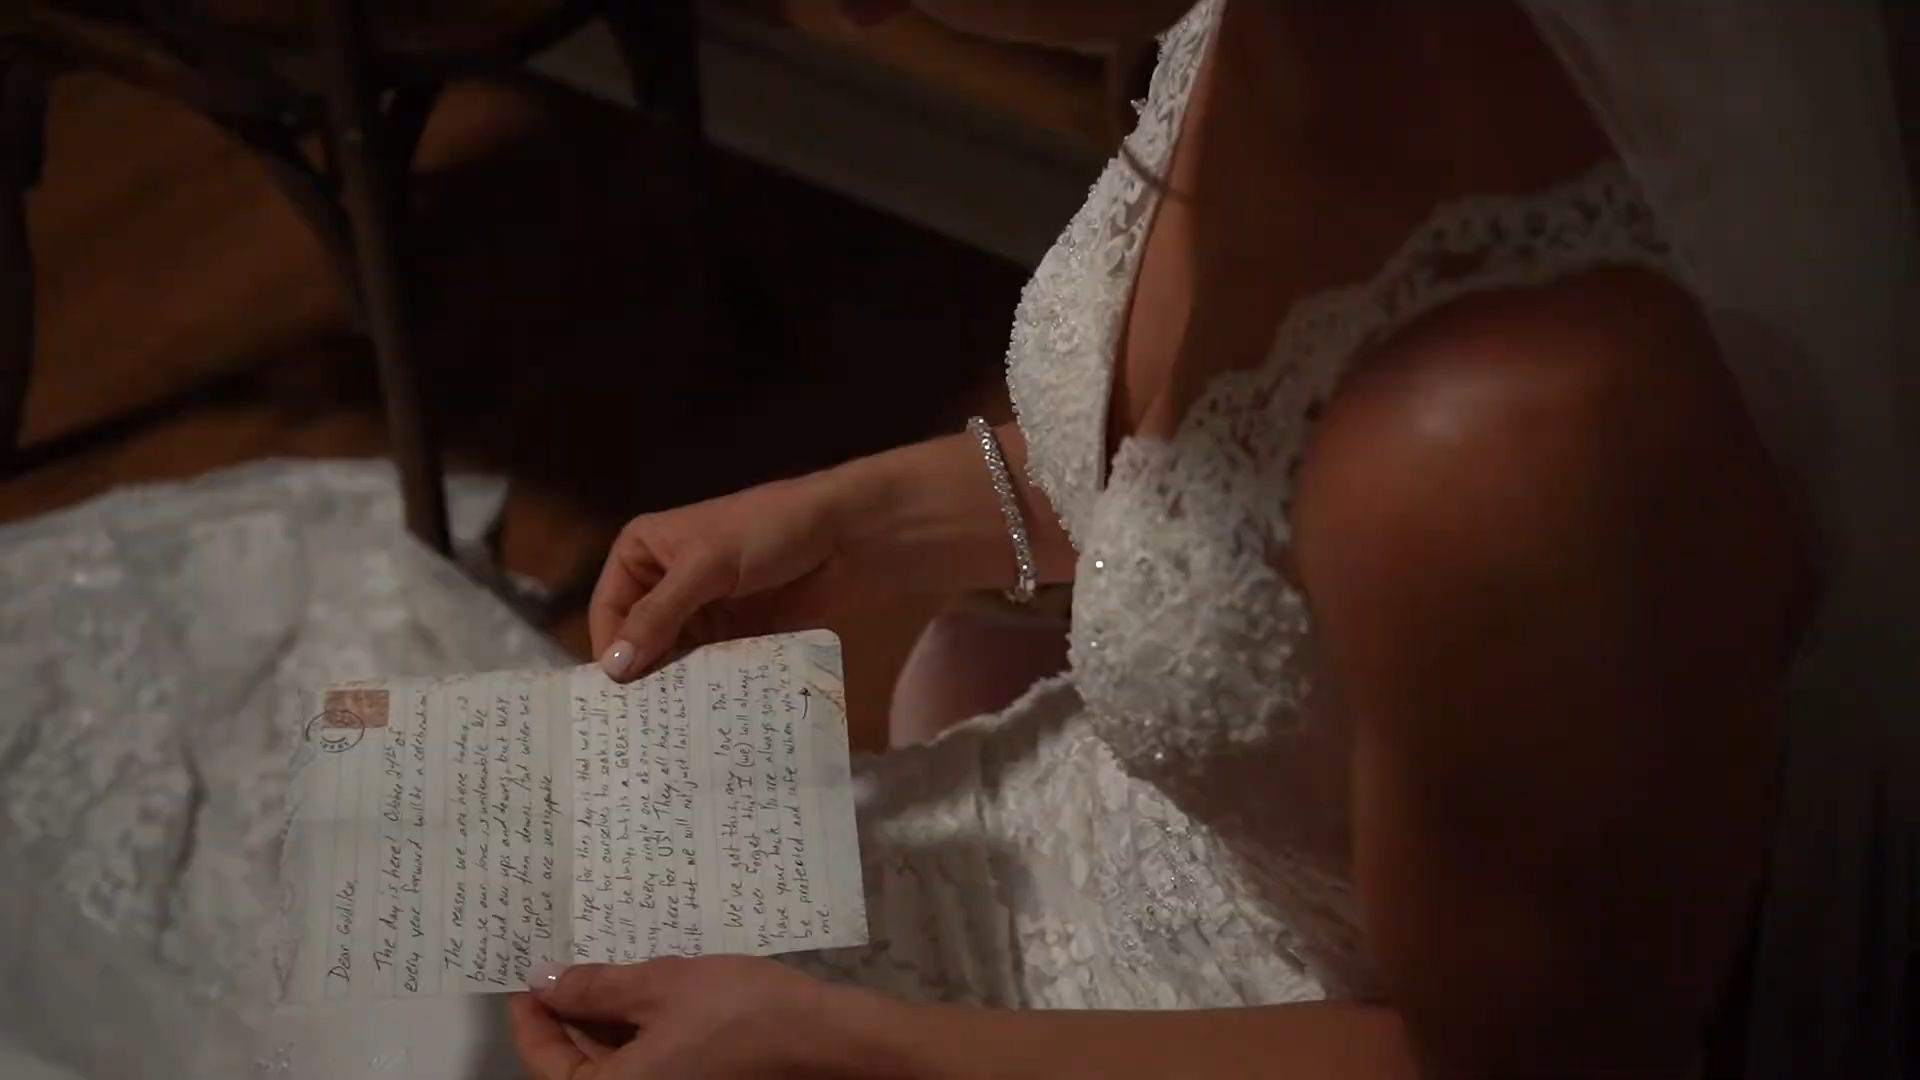 Dear
The day is here! October 24th of
every year forward will be a celebration!
The reason we are here today is
because our love is undeniable. We
have had our ups and downs, but WAY
MORE ups than downs. And when we
UP, we are unstoppable
My hope for this day is that we find
time for ourselves to soak it all in
will be busy, but its a GREAT kind
busy. Every single one of our guests
here for US! They all have
faith that we will not just last but
We've got this, my love Don't
you ever forget that I (we) will always
have your back You are always going to
be protected and safe when you're with
me.